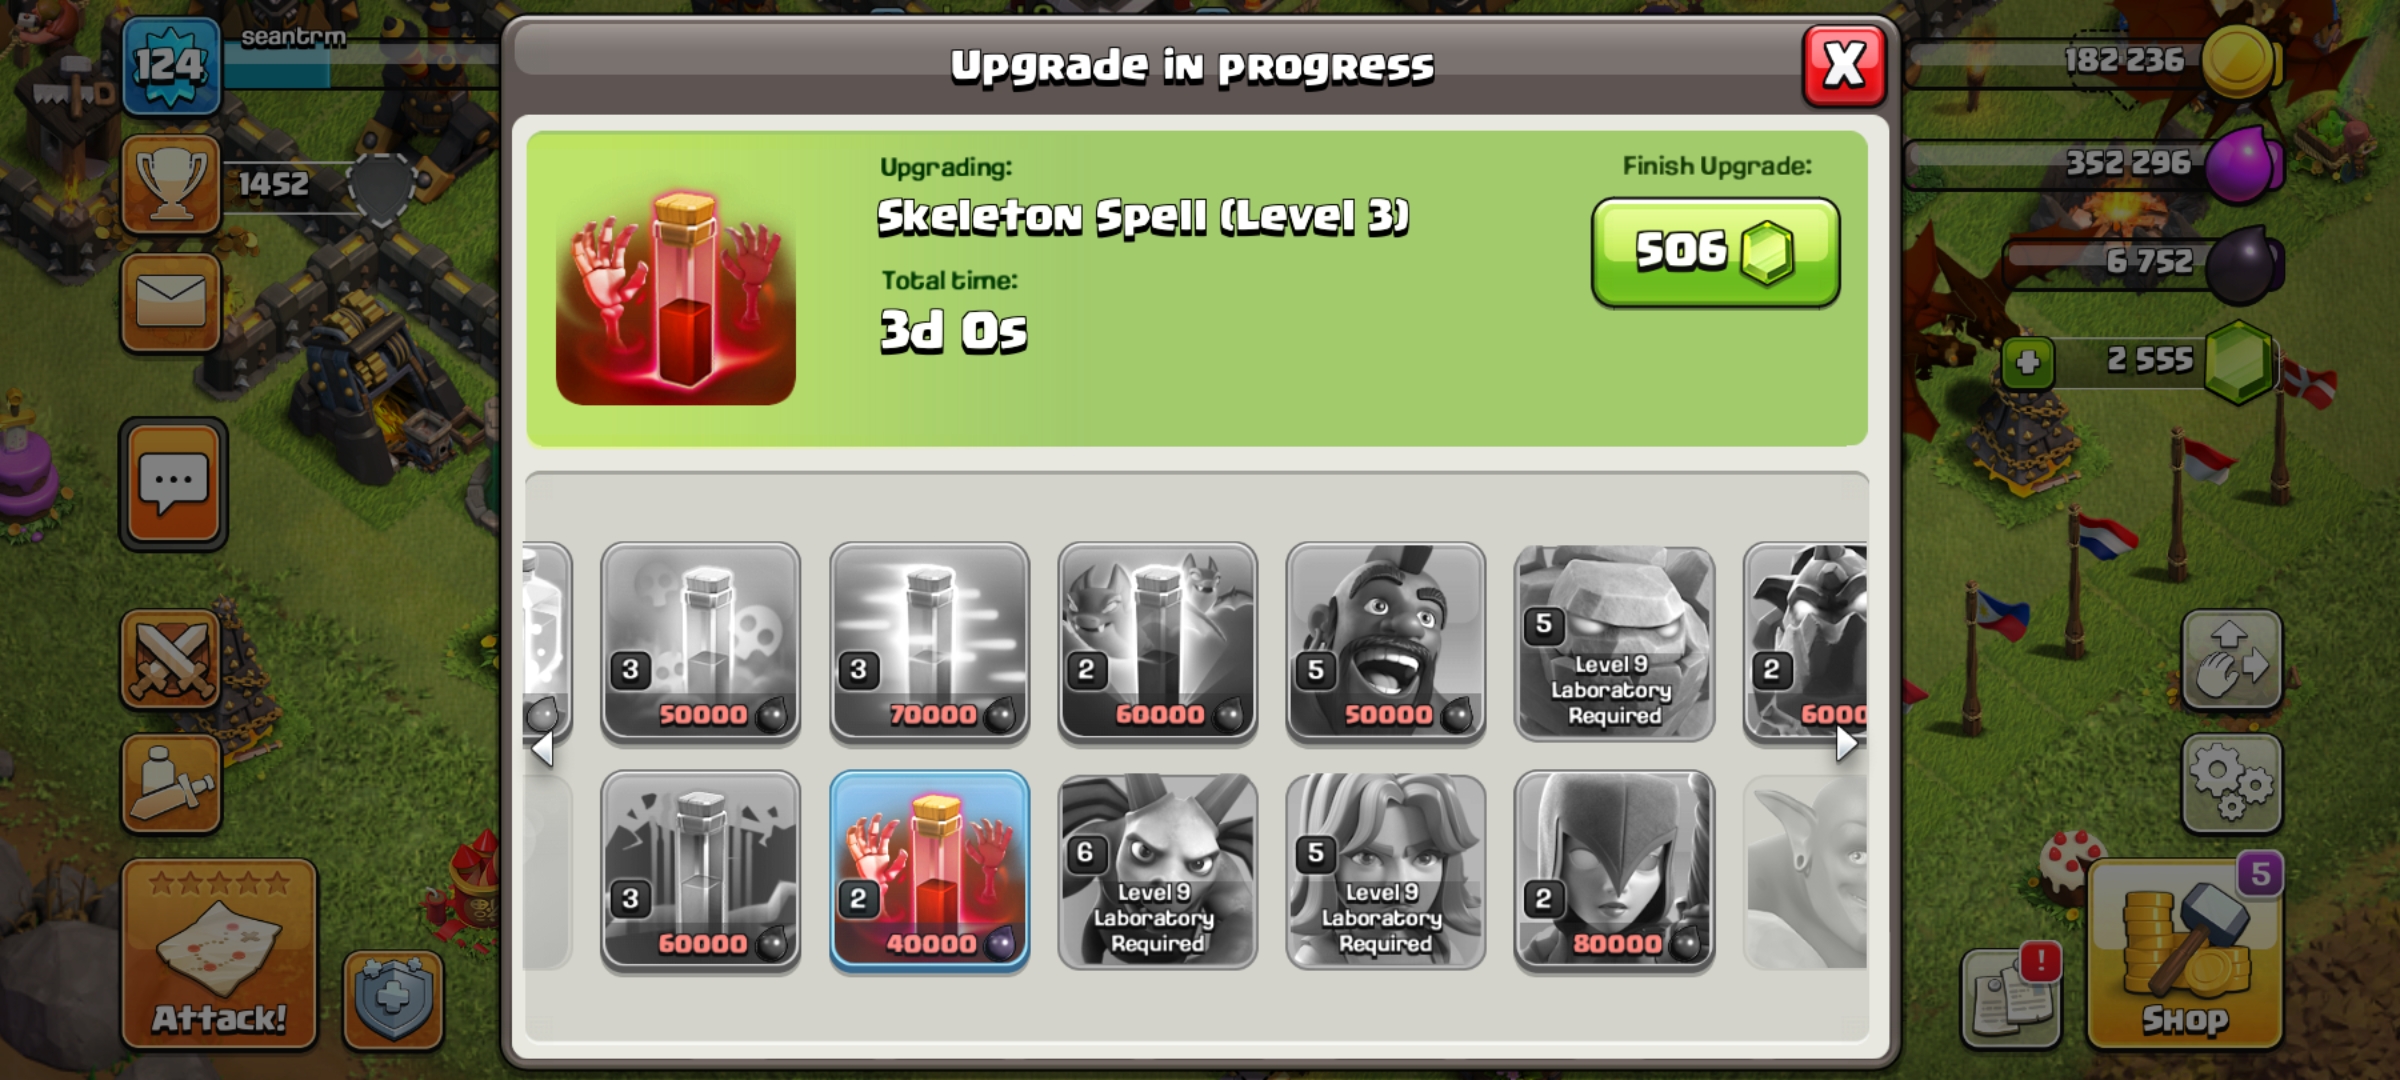 124
seantrm
1452
Attack!
Upgrade in progress
X
Upgrading:
Skeleton Spell (Level 3)
Total time:
3d 0s
Finish Upgrade:
506
3
50000
3
70000
2
60000
5
50000
5
Level 9
Laboratory
Required
2
6000
3
60000
2
40000
6
Level 9
Laboratory
Required
5
Level 9
Laboratory
Required
2
80000
182 236
352 296
6 752
2 555
5
!
Shop